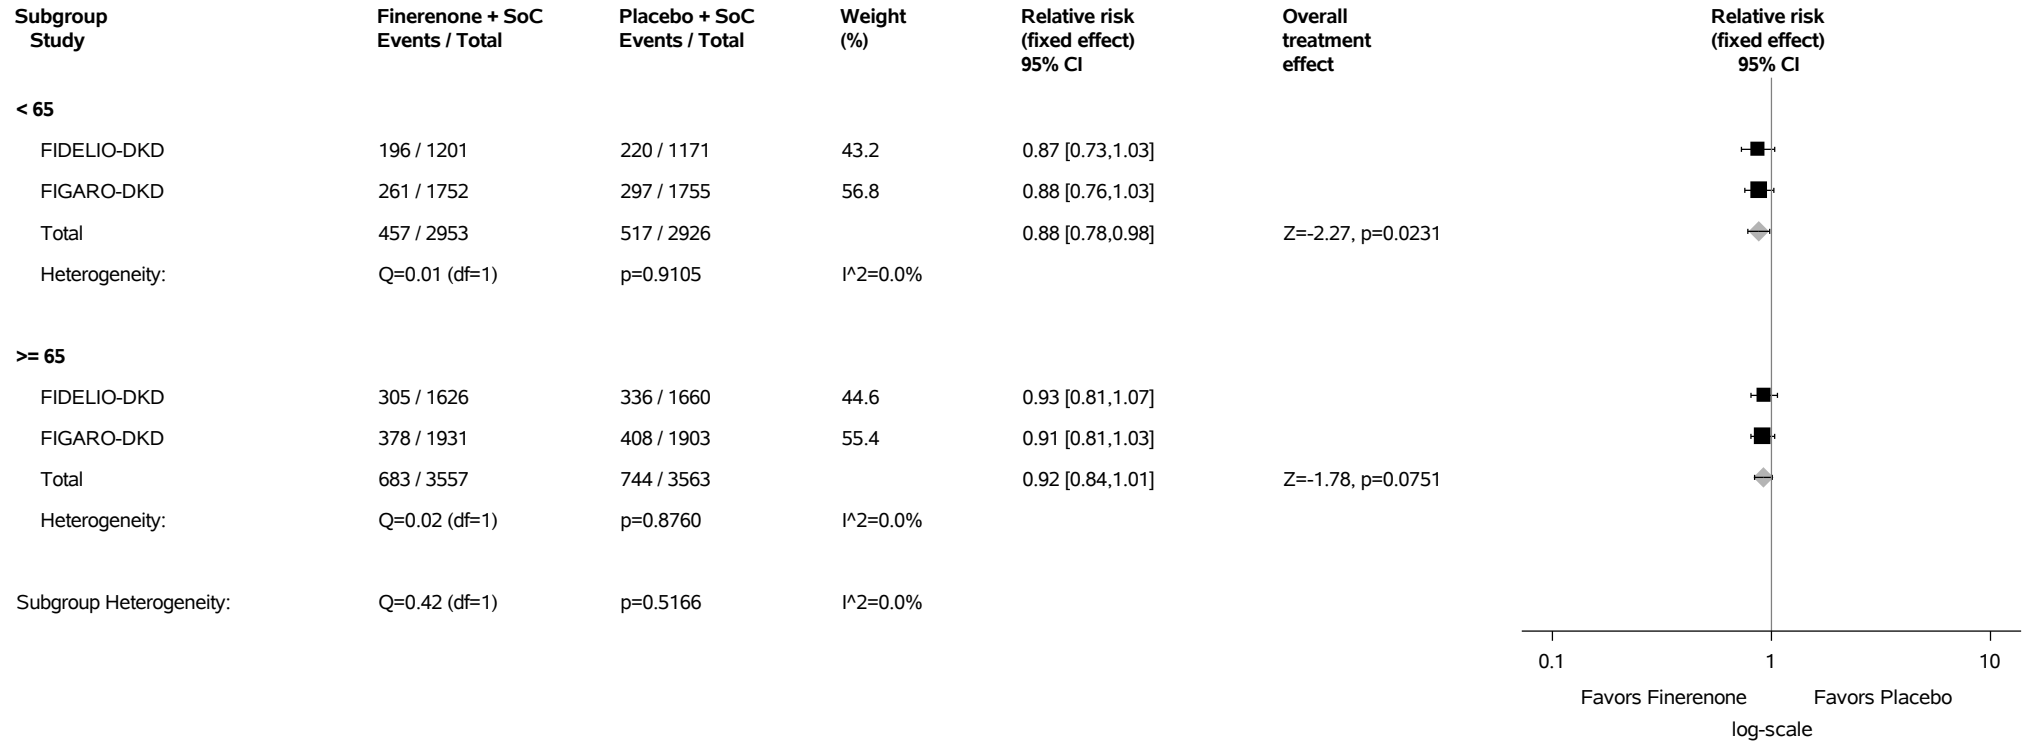 Subgroup Finerenone + SoC Placebo + SoC Weight Relative risk Overall Relative risk
Study Events / Total Events / Total (%) (fixed effect) treatment (fixed effect)
95% CI effect 95% CI
< 65
FIDELIO-DKD 196 / 1201 220 / 1171 43.2 0.87 [0.73,1.03]
FIGARO-DKD 261 / 1752 297 / 1755 56.8 0.88 [0.76,1.03]
Total 457 / 2953 517 / 2926 0.88 [0.78,0.98] Z=-2.27, p=0.0231
Heterogeneity: Q=0.01 (df=1) p=0.9105 I^2=0.0%
>= 65
FIDELIO-DKD 305 / 1626 336 / 1660 44.6 0.93 [0.81,1.07]
FIGARO-DKD 378 / 1931 408 / 1903 55.4 0.91 [0.81,1.03]
Total 683 / 3557 744 / 3563 0.92 [0.84,1.01] Z=-1.78, p=0.0751
Heterogeneity: Q=0.02 (df=1) p=0.8760 I^2=0.0%
Subgroup Heterogeneity: Q=0.42 (df=1) p=0.5166 I^2=0.0%
0.1 1 10
Favors Finerenone Favors Placebo
log-scale